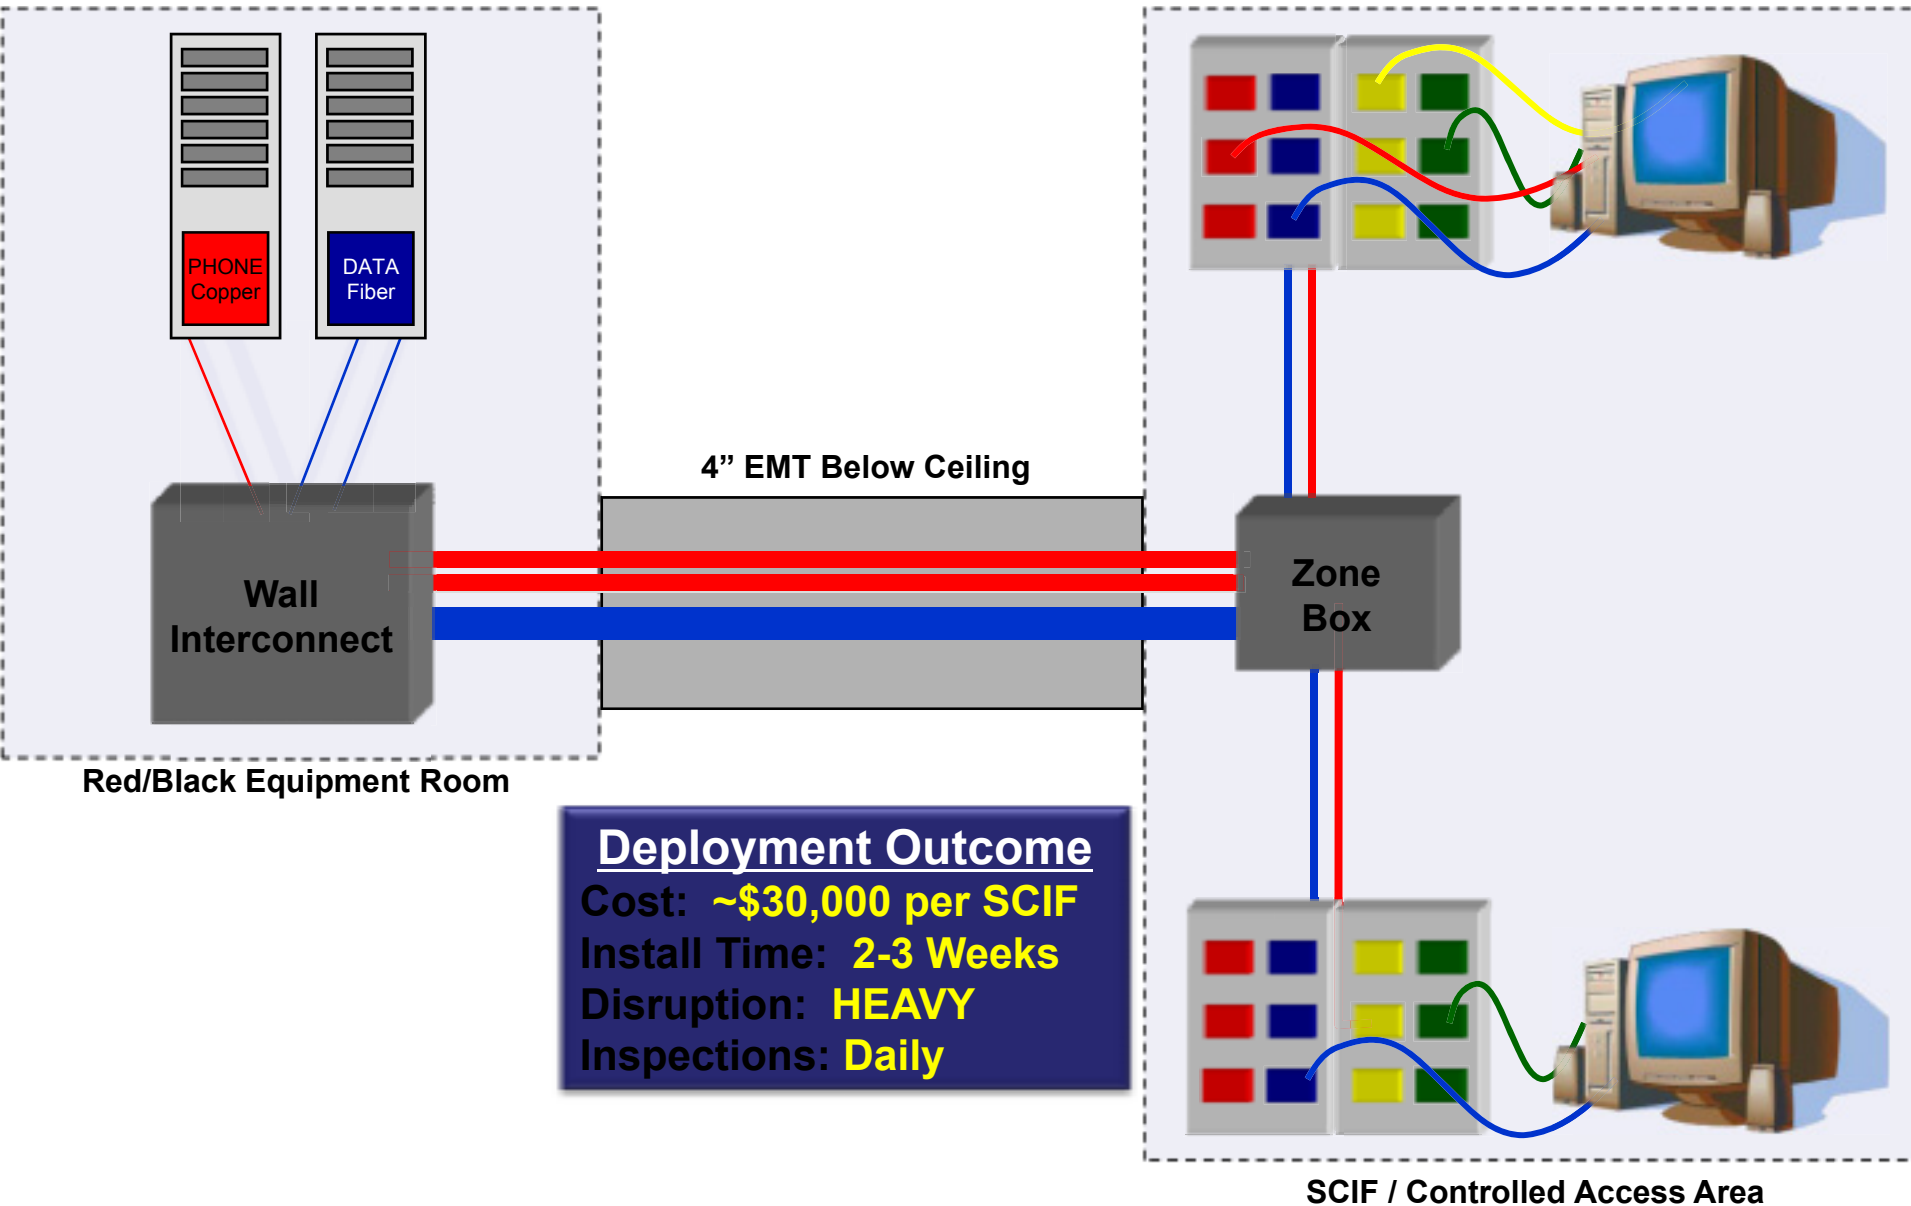 PHONE
Copper
DATA
Fiber
Wall
Interconnect
Red/Black Equipment Room
4” EMT Below Ceiling
Zone
Box
Deployment Outcome
Cost: ~$30,000 per SCIF
Install Time: 2-3 Weeks
Disruption: HEAVY
Inspections: Daily
SCIF / Controlled Access Area